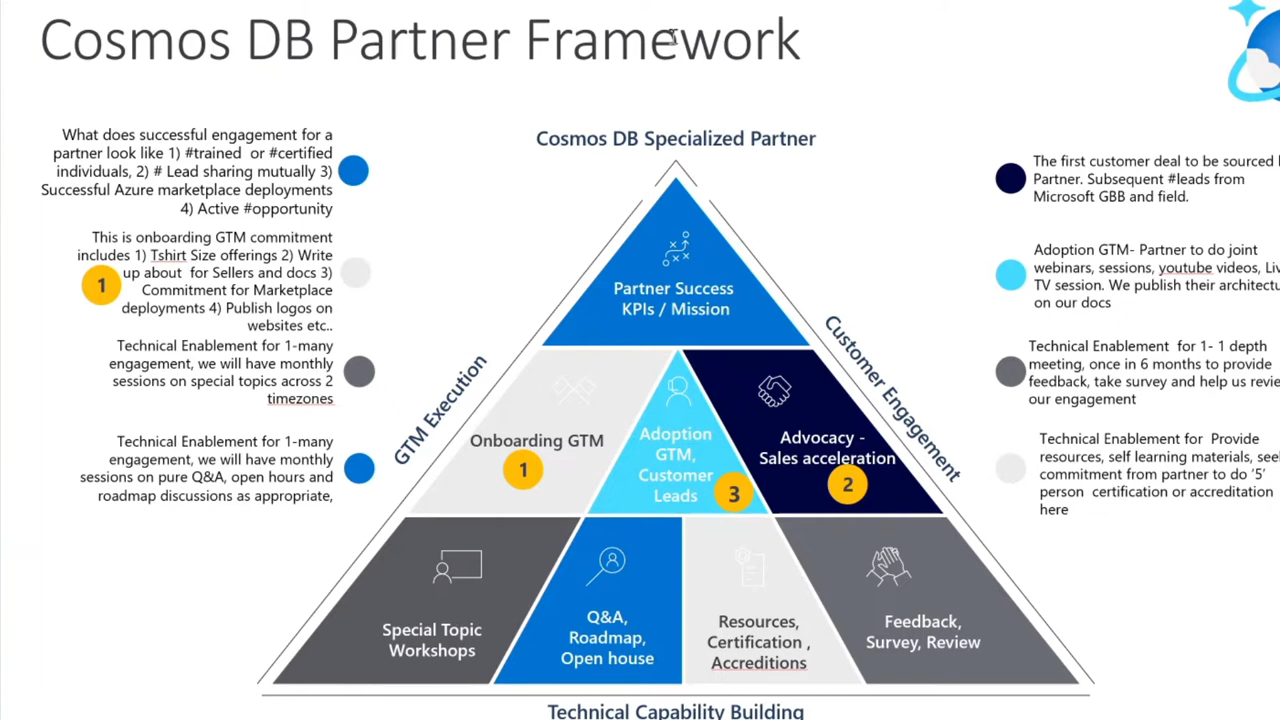 Cosmos DB Partner Framework
What does successful engagement for a
partner look like 1) #trained or #certified
individuals, 2) # Lead sharing mutually 3)
Successful Azure marketplace deployments
4) Active #opportunity
This is onboarding GTM commitment
includes 1) Tshirt Size offerings 2) Write
up about for Sellers and docs 3)
Commitment for Marketplace
deployments 4) Publish logos on
websites etc..
1
Technical Enablement for 1-many
engagement, we will have monthly
sessions on special topics across 2
timezones
Technical Enablement for 1-many
engagement, we will have monthly
sessions on pure Q&A, open hours and
roadmap discussions as appropriate,
Cosmos DB Specialized Partner
GTM Execution
Customer Engagement
Partner Success
KPIs / Mission
Onboarding GTM
1
Adoption
GTM,
Customer
Leads
3
Advocacy -
Sales acceleration
2
Special Topic
Workshops
Q&A,
Roadmap,
Open house
Resources,
Certification ,
Accreditions
Feedback,
Survey, Review
Technical Capability Building
The first customer deal to be sourced
Partner. Subsequent #leads from
Microsoft GBB and field.
Adoption GTM- Partner to do joint
webinars, sessions, youtube videos,
TV session. We publish their
on our docs
Technical Enablement for 1- 1 depth
meeting, once in 6 months to provide
feedback, take survey and help us
our engagement
Technical Enablement for Provide
resources, self learning materials,
commitment from partner to do '5'
person certification or accreditation
here